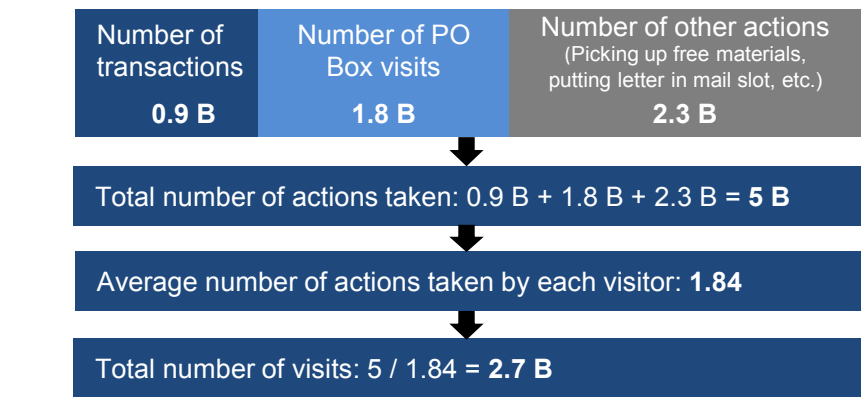 Number of
transactions
0.9 B
Number of PO
Box visits
1.8 B
Number of other actions
(Picking up free materials,
putting letter in mail slot, etc.)
2.3 B
Total number of actions taken: 0.9 B + 1.8 B + 2.3 B = 5 B
Average number of actions taken by each visitor: 1.84
Total number of visits: 5 / 1.84 = 2.7 B